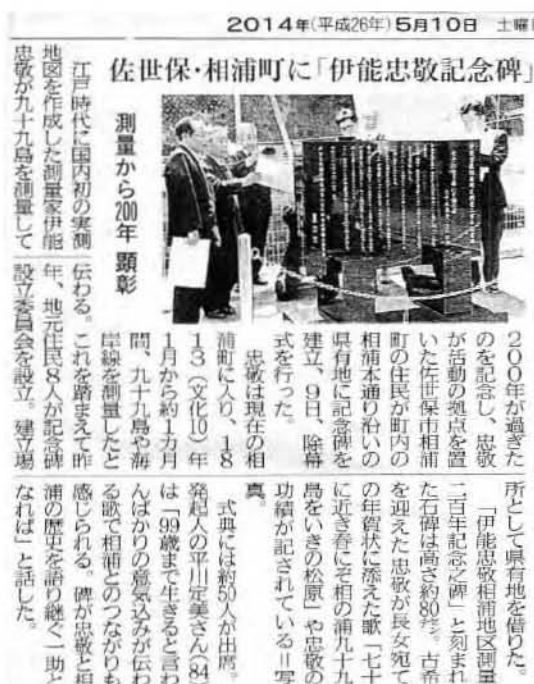 2014年(平成26年)5月10日 土曜
佐世保・相浦町に「伊能忠敬記念碑」
測量から200年 顕彰
江戸時代に国内初の実測
地図を作成した測量家伊能
忠敬が九十九島を測量して
200年が過ぎた
のを記念し、忠敬
が活動の拠点を置
いた佐世保市相浦
町の住民が町内の
相浦本通り沿いの
県有地に記念碑を
建立、9日、除幕
式を行った。
忠敬は現在の相
浦町に入り、18
13（文化10）年
1月から約1カ月
間、九十九島や海
岸線を測量したと
伝わる。これを踏まえて昨
年、地元住民8人が記念碑
設立委員会を設立。建立場
所として県有地を借りた。
「伊能忠敬相浦地区測量
二百年記念之碑」と刻まれ
た石碑は高さ約80センチ。古希
を迎えた忠敬が長女宛て
の年賀状に添えた歌「七十
に近き春にぞ相の浦九十九
島をいきの松原」や忠敬の
功績が記されている＝写
真。
式典には約50人が出席。
発起人の平川定美さん(84)
は「99歳まで生きると言わ
んばかりの意気込みが伝わ
る歌で相浦とのつながりも
感じられる。碑が忠敬と相
浦の歴史を語り継ぐ一助と
なれば」と話した。